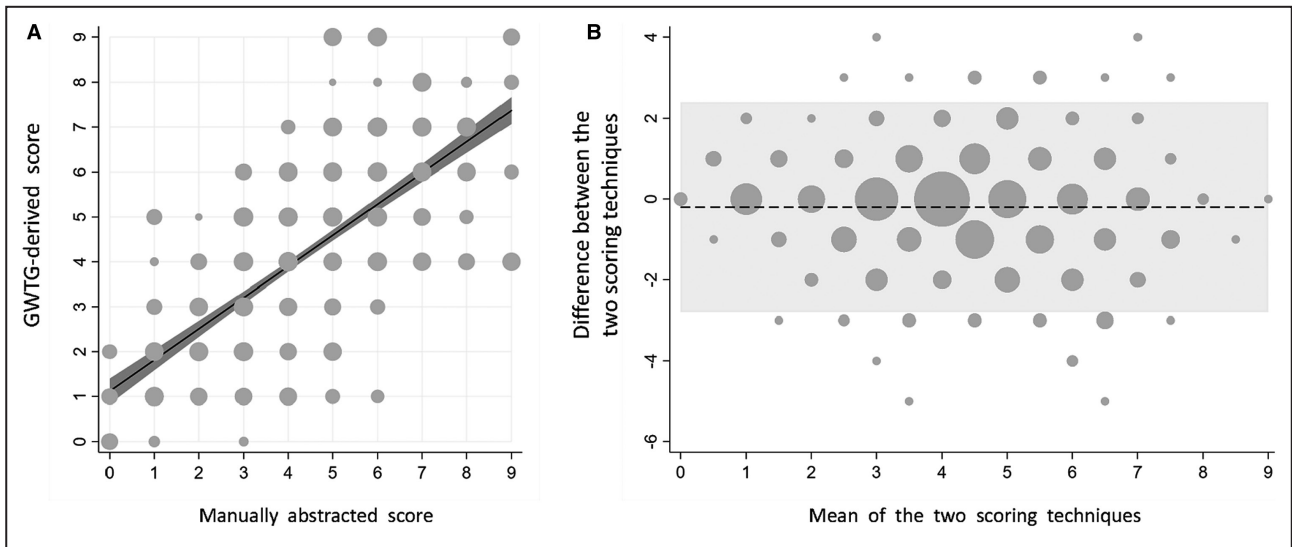 A
GWTG-derived score
9
8
7
6
5
4
3
2
1
0
0 1 2 3 4 5 6 7 8 9
Manually abstracted score
B
Difference between the
two scoring techniques
4
2
0
-2
-4
-6
0 1 2 3 4 5 6 7 8 9
Mean of the two scoring techniques